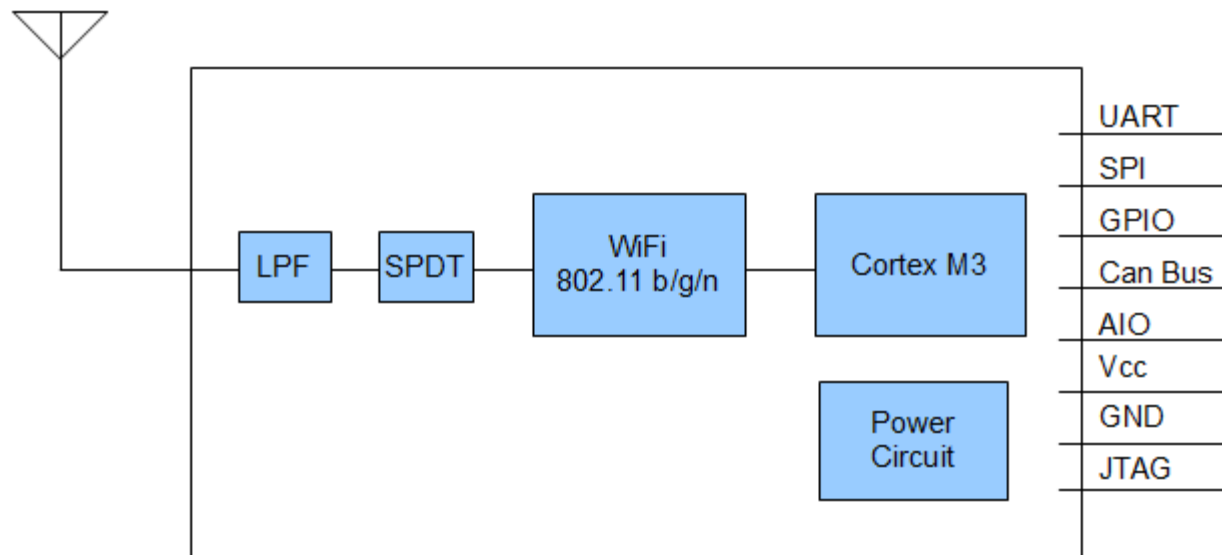 LPF
SPDT
WiFi
802.11 b/g/n
Cortex M3
Power
Circuit
UART
SPI
GPIO
Can Bus
AIO
Vcc
GND
JTAG